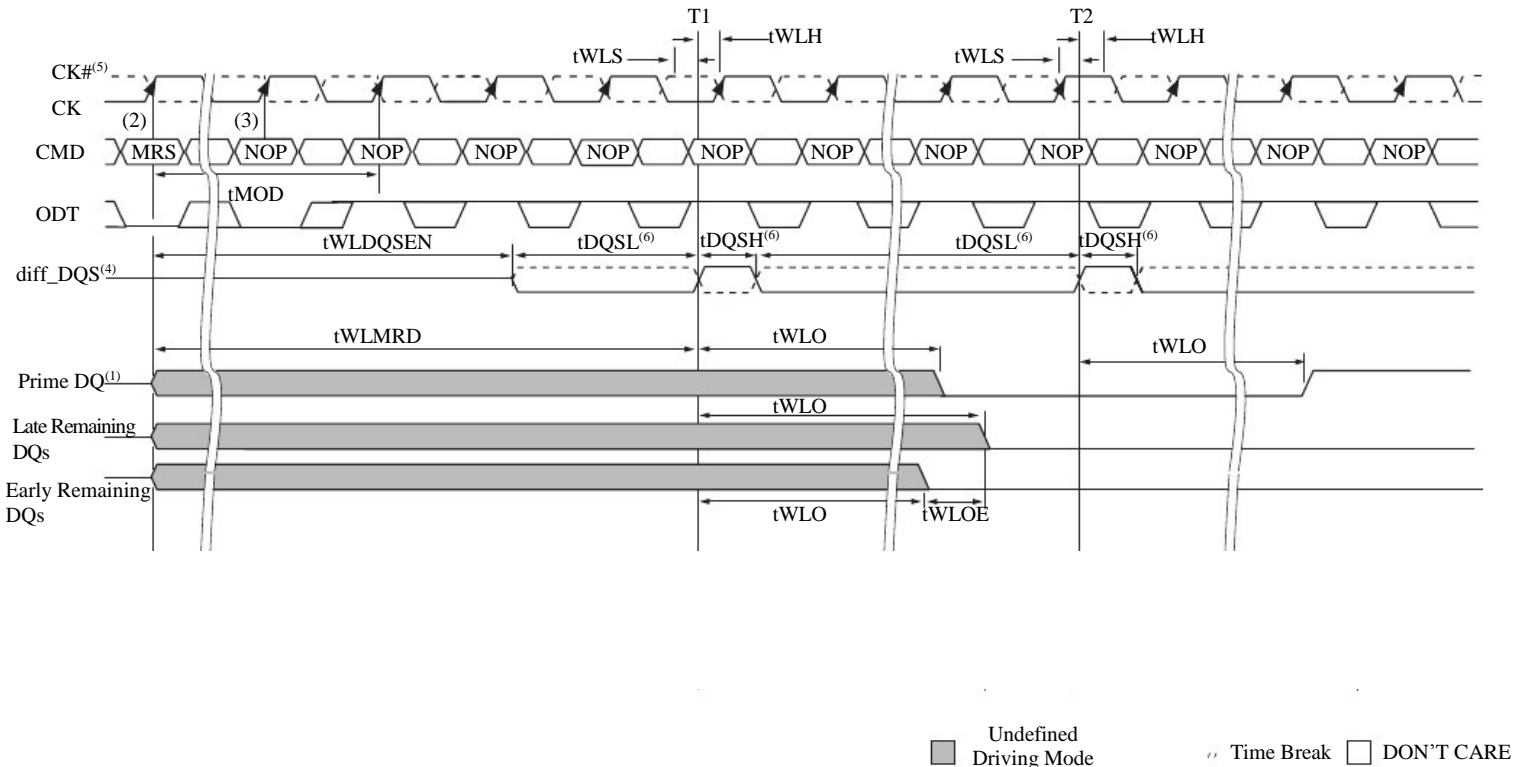 T1 T2
tWLH tWLH
tWLS tWLS
CK#(5)
CK
(2) (3)
CMD MRS NOP NOP NOP NOP NOP NOP NOP NOP NOP NOP NOP
tMOD
ODT
tWLDQSEN tDQSL(6) tDQSH(6) tDQSL(6) tDQSH(6)
diff_DQS(4)
tWLMRD tWLO
tWLO
Prime DQ(1)
tWLO
Late Remaining
DQs
Early Remaining
DQs
tWLO tWLOE
Undefined
Driving Mode
Time Break
DON'T CARE